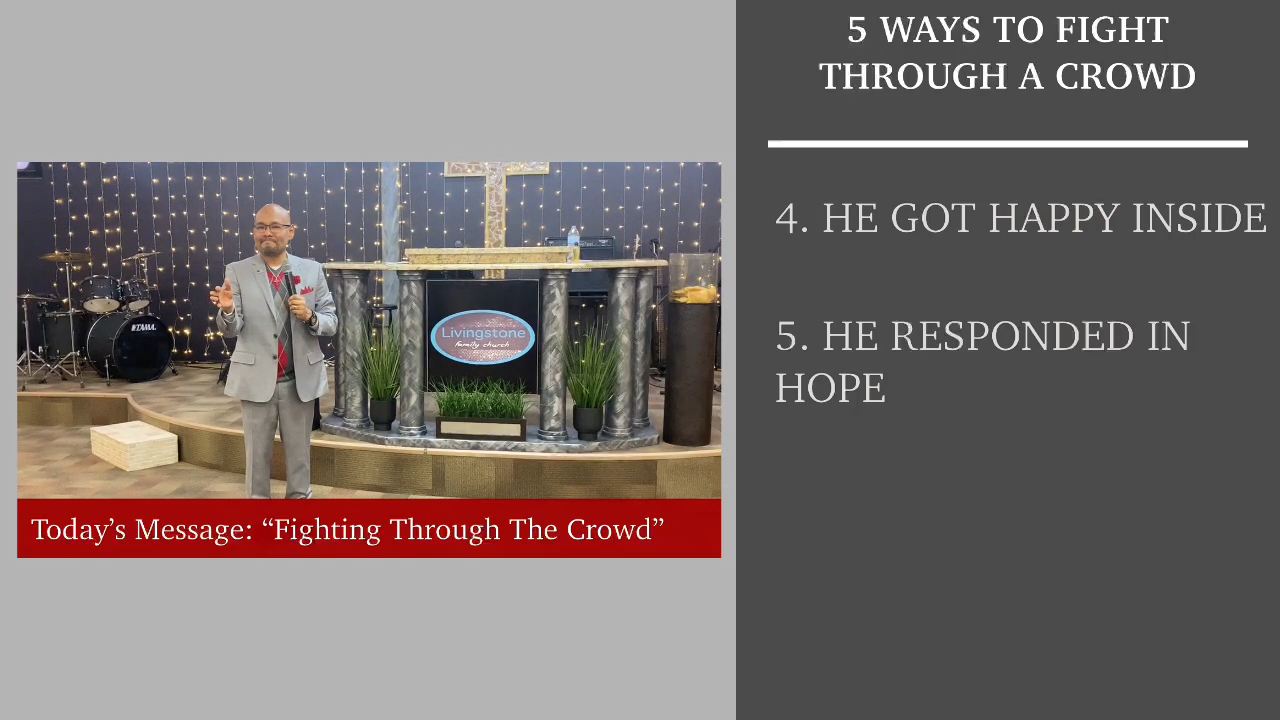 5 WAYS TO FIGHT
THROUGH A CROWD
4. HE GOT HAPPY INSIDE
5. HE RESPONDED IN
HOPE
TAMA
Livingstone
family church
Today’s Message: “Fighting Through The Crowd”